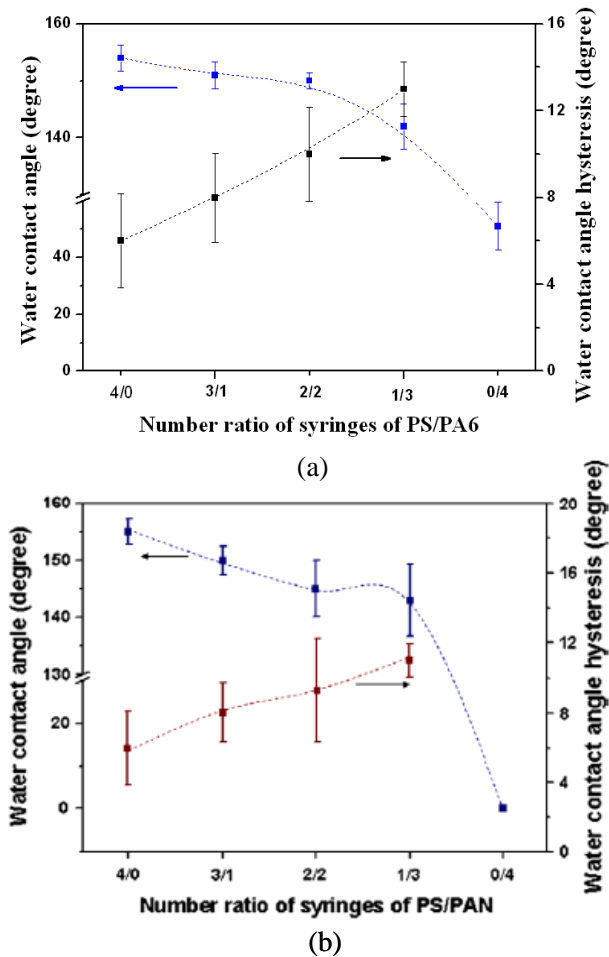 160
140
40
20
0
Water contact angle (degree)
16
12
8
4
0
Water contact angle hysteresis (degree)
4/0 3/1 2/2 1/3 0/4
Number ratio of syringes of PS/PA6
(a)
160
150
140
130
20
0
Water contact angle (degree)
20
16
12
8
4
0
Water contact angle hysteresis (degree)
4/0 3/1 2/2 1/3 0/4
Number ratio of syringes of PS/PAN
(b)